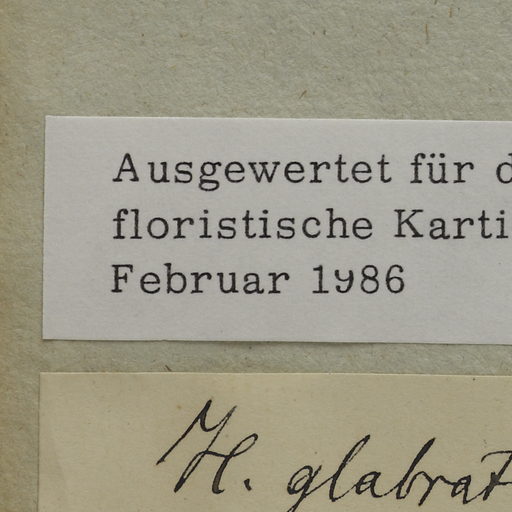 Ausgewertet für d
floristische Karti
Februar 1986
H. glabrat